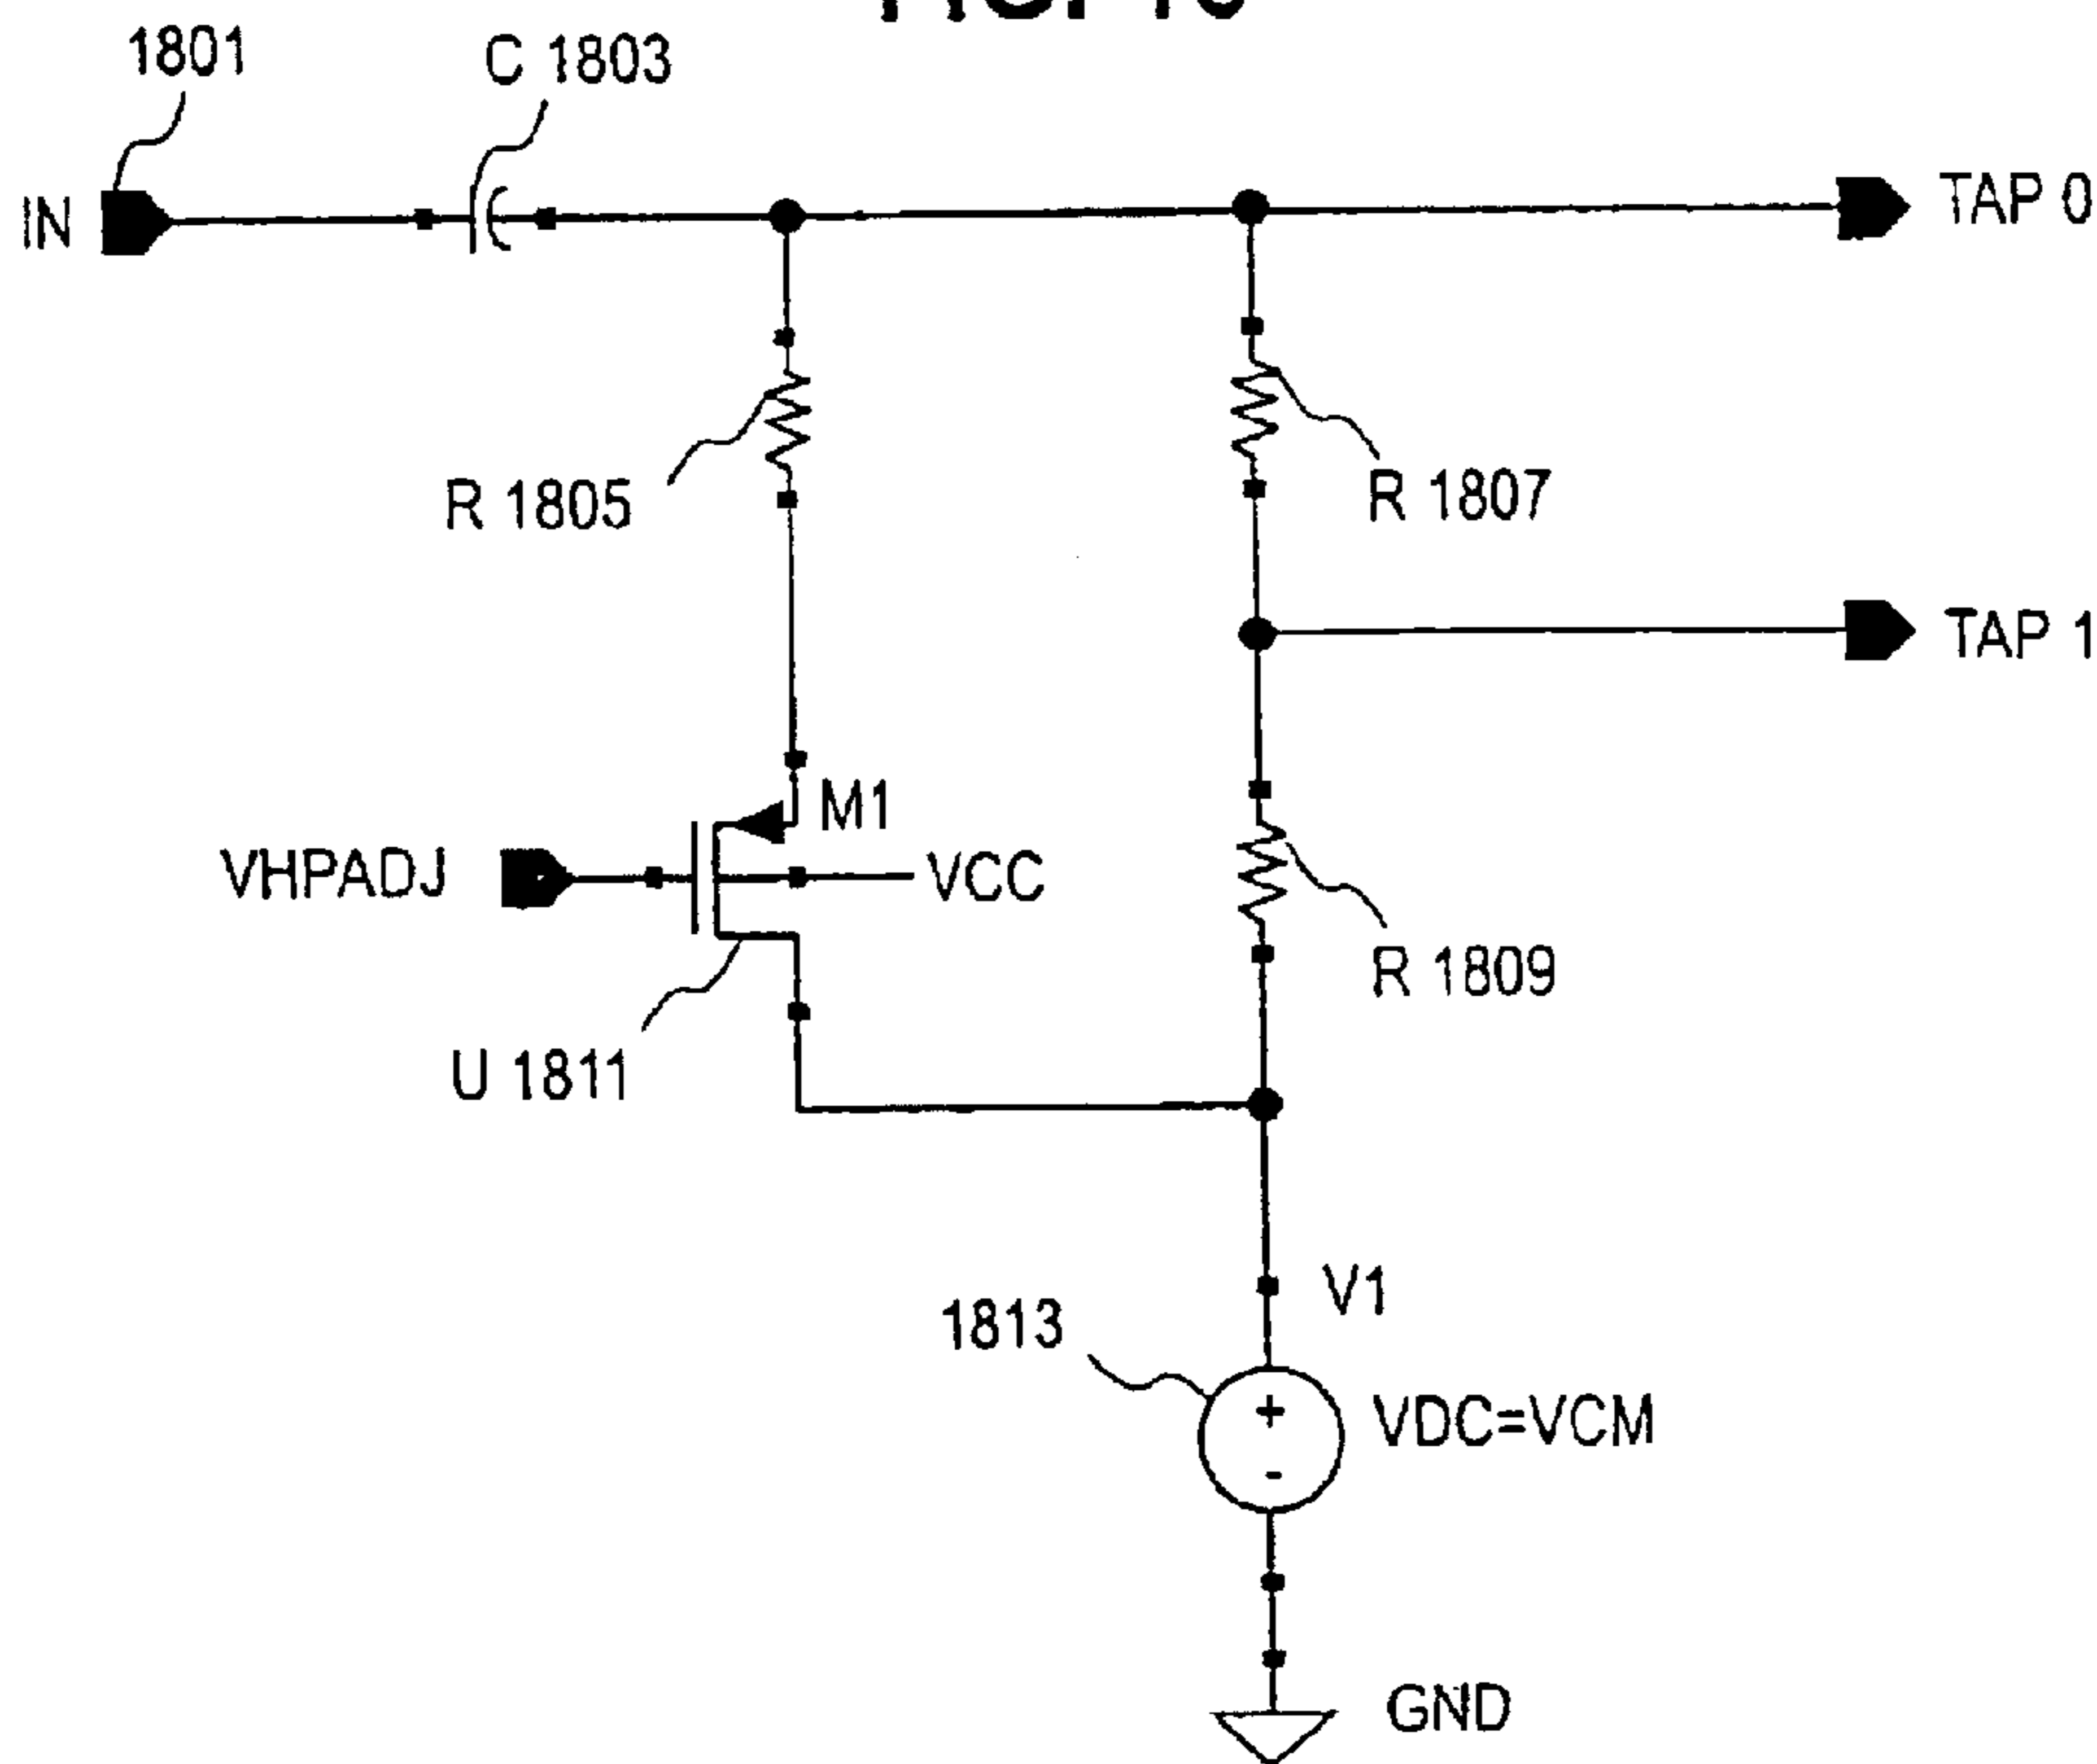 1801
C 1803
IN
TAP 0
R 1805
R 1807
TAP 1
M1
VHPADJ
VCC
R 1809
U 1811
V1
1813
+
VDC=VCM
-
GND